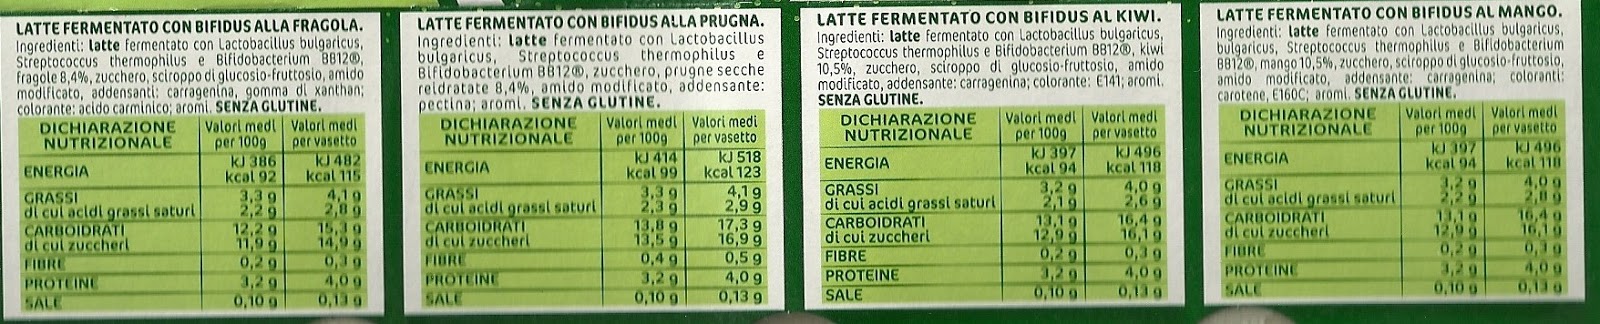 LATTE FERMENTATO CON BIFIDUS ALLA FRAGOLA.
Ingredienti: latte fermentato con Lactobacillus bulgaricus,
Streptococcus thermophilus e Bifidobacterium BB12®,
fragole 8,4%, zucchero, sciroppo di glucosio-fruttosio, amido
modificato, addensanti: carragenina, gomma di xanthan;
colorante: acido carminico; aromi. SENZA GLUTINE.
DICHIARAZIONE NUTRIZIONALE Valori medi per 100g Valori medi per vasetto
ENERGIA kJ 386 kJ 482
kcal 92 kcal 115
GRASSI 3,3 g 4,1 g
di cui acidi grassi saturi 2,2 g 2,8 g
CARBOIDRATI 12,2 g 15,3 g
di cui zuccheri 11,9 g 14,9 g
FIBRE 0,2 g 0,3 g
PROTEINE 3,2 g 4,0 g
SALE 0,10 g 0,13 g
LATTE FERMENTATO CON BIFIDUS ALLA PRUGNA.
Ingredienti: latte fermentato con Lactobacillus
bulgaricus, Streptococcus thermophilus e
Bifidobacterium BB12®, zucchero, prugne secche
reidratate 8,4%, amido modificato, addensante:
pectina; aromi. SENZA GLUTINE.
DICHIARAZIONE NUTRIZIONALE Valori medi per 100g Valori medi per vasetto
ENERGIA kJ 414 kJ 518
kcal 99 kcal 123
GRASSI 3,3 g 4,1 g
di cui acidi grassi saturi 2,3 g 2,9 g
CARBOIDRATI 13,8 g 17,3 g
di cui zuccheri 13,5 g 16,9 g
FIBRE 0,4 g 0,5 g
PROTEINE 3,2 g 4,0 g
SALE 0,10 g 0,13 g
LATTE FERMENTATO CON BIFIDUS AL KIWI.
Ingredienti: latte fermentato con Lactobacillus bulgaricus,
Streptococcus thermophilus e Bifidobacterium BB12®, kiwi
10,5%, zucchero, sciroppo di glucosio-fruttosio, amido
modificato, addensante: carragenina; colorante: E141; aromi.
SENZA GLUTINE.
DICHIARAZIONE NUTRIZIONALE Valori medi per 100g Valori medi per vasetto
ENERGIA kJ 397 kJ 496
kcal 94 kcal 118
GRASSI 3,2 g 4,0 g
di cui acidi grassi saturi 2,1 g 2,6 g
CARBOIDRATI 13,1 g 16,4 g
di cui zuccheri 12,9 g 16,1 g
FIBRE 0,2 g 0,3 g
PROTEINE 3,2 g 4,0 g
SALE 0,10 g 0,13 g
LATTE FERMENTATO CON BIFIDUS AL MANGO.
Ingredienti: latte fermentato con Lactobacillus bulgaricus,
bulgaricus, Streptococcus thermophilus e Bifidobacterium
BB12®, mango 10,5%, zucchero, sciroppo di glucosio-fruttosio,
amido modificato, addensante: carragenina; coloranti:
carotene, E160C; aromi. SENZA GLUTINE.
DICHIARAZIONE NUTRIZIONALE Valori medi per 100g Valori medi per vasetto
ENERGIA kJ 397 kJ 496
kcal 94 kcal 118
GRASSI 3,2 g 4,0 g
di cui acidi grassi saturi 2,2 g 2,8 g
CARBOIDRATI 13,1 g 16,4 g
di cui zuccheri 12,9 g 16,1 g
FIBRE 0,2 g 0,3 g
PROTEINE 3,2 g 4,0 g
SALE 0,10 g 0,13 g